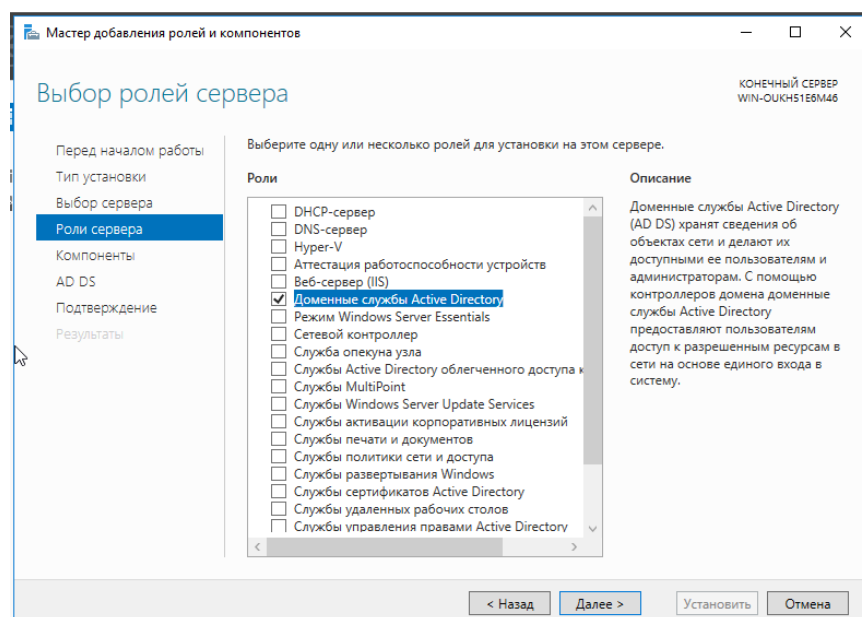 Мастер добавления ролей и компонентов
Выбор ролей сервера
КОНЕЧНЫЙ СЕРВЕР
WIN-OUKH51E6M46
Перед началом работы
Тип установки
Выбор сервера
Роли сервера
Компоненты
AD DS
Подтверждение
Результаты
Выберите одну или несколько ролей для установки на этом сервере.
Роли
DHCP-сервер
DNS-сервер
Hyper-V
Аттестация работоспособности устройств
Веб-сервер (IIS)
Доменные службы Active Directory
Режим Windows Server Essentials
Сетевой контроллер
Служба опекуна узла
Службы Active Directory облегченного доступа к
Службы MultiPoint
Службы Windows Server Update Services
Службы активации корпоративных лицензий
Службы печати и документов
Службы политики сети и доступа
Службы развертывания Windows
Службы сертификатов Active Directory
Службы удаленных рабочих столов
Службы управления правами Active Directory
Описание
Доменные службы Active Directory
(AD DS) хранят сведения об
объектах сети и делают их
доступными ее пользователям и
администраторам. С помощью
контроллеров домена доменные
службы Active Directory
предоставляют пользователям
доступ к разрешенным ресурсам в
сети на основе единого входа в
систему.
< Назад
Далее >
Установить
Отмена